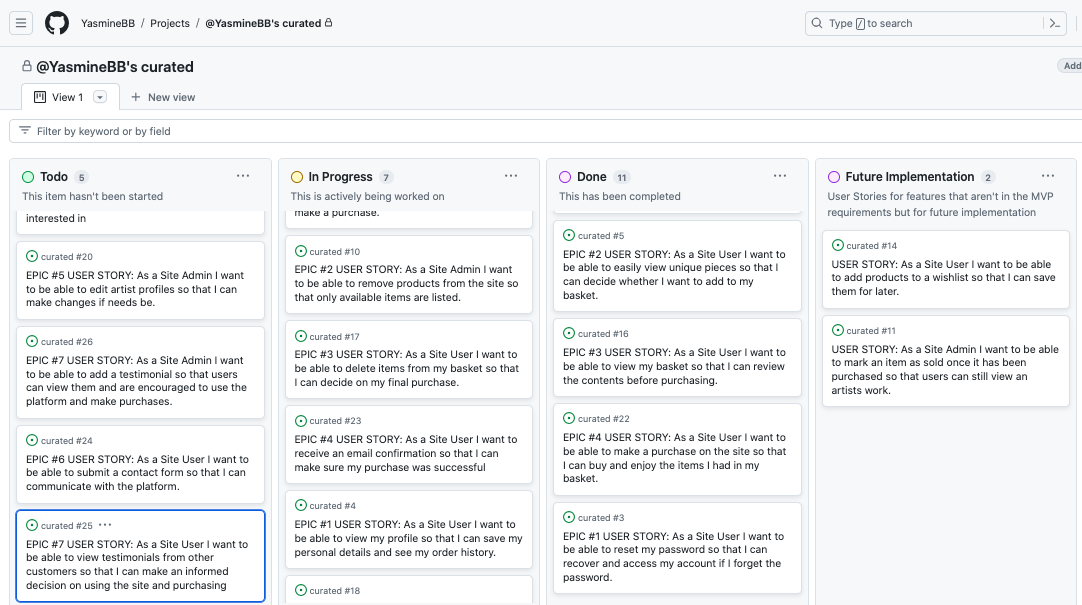 YasmineBB / Projects / @YasmineBB's curated
Type / to search
@YasmineBB's curated
Add
View 1
New view
Filter by keyword or by field
Todo 5
This item hasn't been started
interested in
curated #20
EPIC #5 USER STORY: As a Site Admin I want
to be able to edit artist profiles so that I can
make changes if needs be.
curated #26
EPIC #7 USER STORY: As a Site Admin I want
to be able to add a testimonial so that users
can view them and are encouraged to use the
platform and make purchases.
curated #24
EPIC #6 USER STORY: As a Site User I want to
be able to submit a contact form so that I can
communicate with the platform.
curated #25
EPIC #7 USER STORY: As a Site User I want to
be able to view testimonials from other
customers so that I can make an informed
decision on using the site and purchasing
In Progress 7
This is actively being worked on
make a purchase.
curated #10
EPIC #2 USER STORY: As a Site Admin I want
to be able to remove products from the site so
that only available items are listed.
curated #17
EPIC #3 USER STORY: As a Site User I want to
be able to delete items from my basket so that
I can decide on my final purchase.
curated #23
EPIC #4 USER STORY: As a Site User I want to
receive an email confirmation so that I can
make sure my purchase was successful
curated #4
EPIC #1 USER STORY: As a Site User I want to
be able to view my profile so that I can save my
personal details and see my order history.
curated #18
Done 11
This has been completed
curated #5
EPIC #2 USER STORY: As a Site User I want to
be able to easily view unique pieces so that I
can decide whether I want to add to my
basket.
curated #16
EPIC #3 USER STORY: As a Site User I want to
be able to view my basket so that I can review
the contents before purchasing.
curated #22
EPIC #4 USER STORY: As a Site User I want to
be able to make a purchase on the site so that
I can buy and enjoy the items I had in my
basket.
curated #3
EPIC #1 USER STORY: As a Site User I want to
be able to reset my password so that I can
recover and access my account if I forget the
password.
Future Implementation 2
User Stories for features that aren't in the MVP
requirements but for future implementation
curated #14
USER STORY: As a Site User I want to be able
to add products to a wishlist so that I can save
them for later.
curated #11
USER STORY: As a Site Admin I want to be able
to mark an item as sold once it has been
purchased so that users can still view an
artists work.